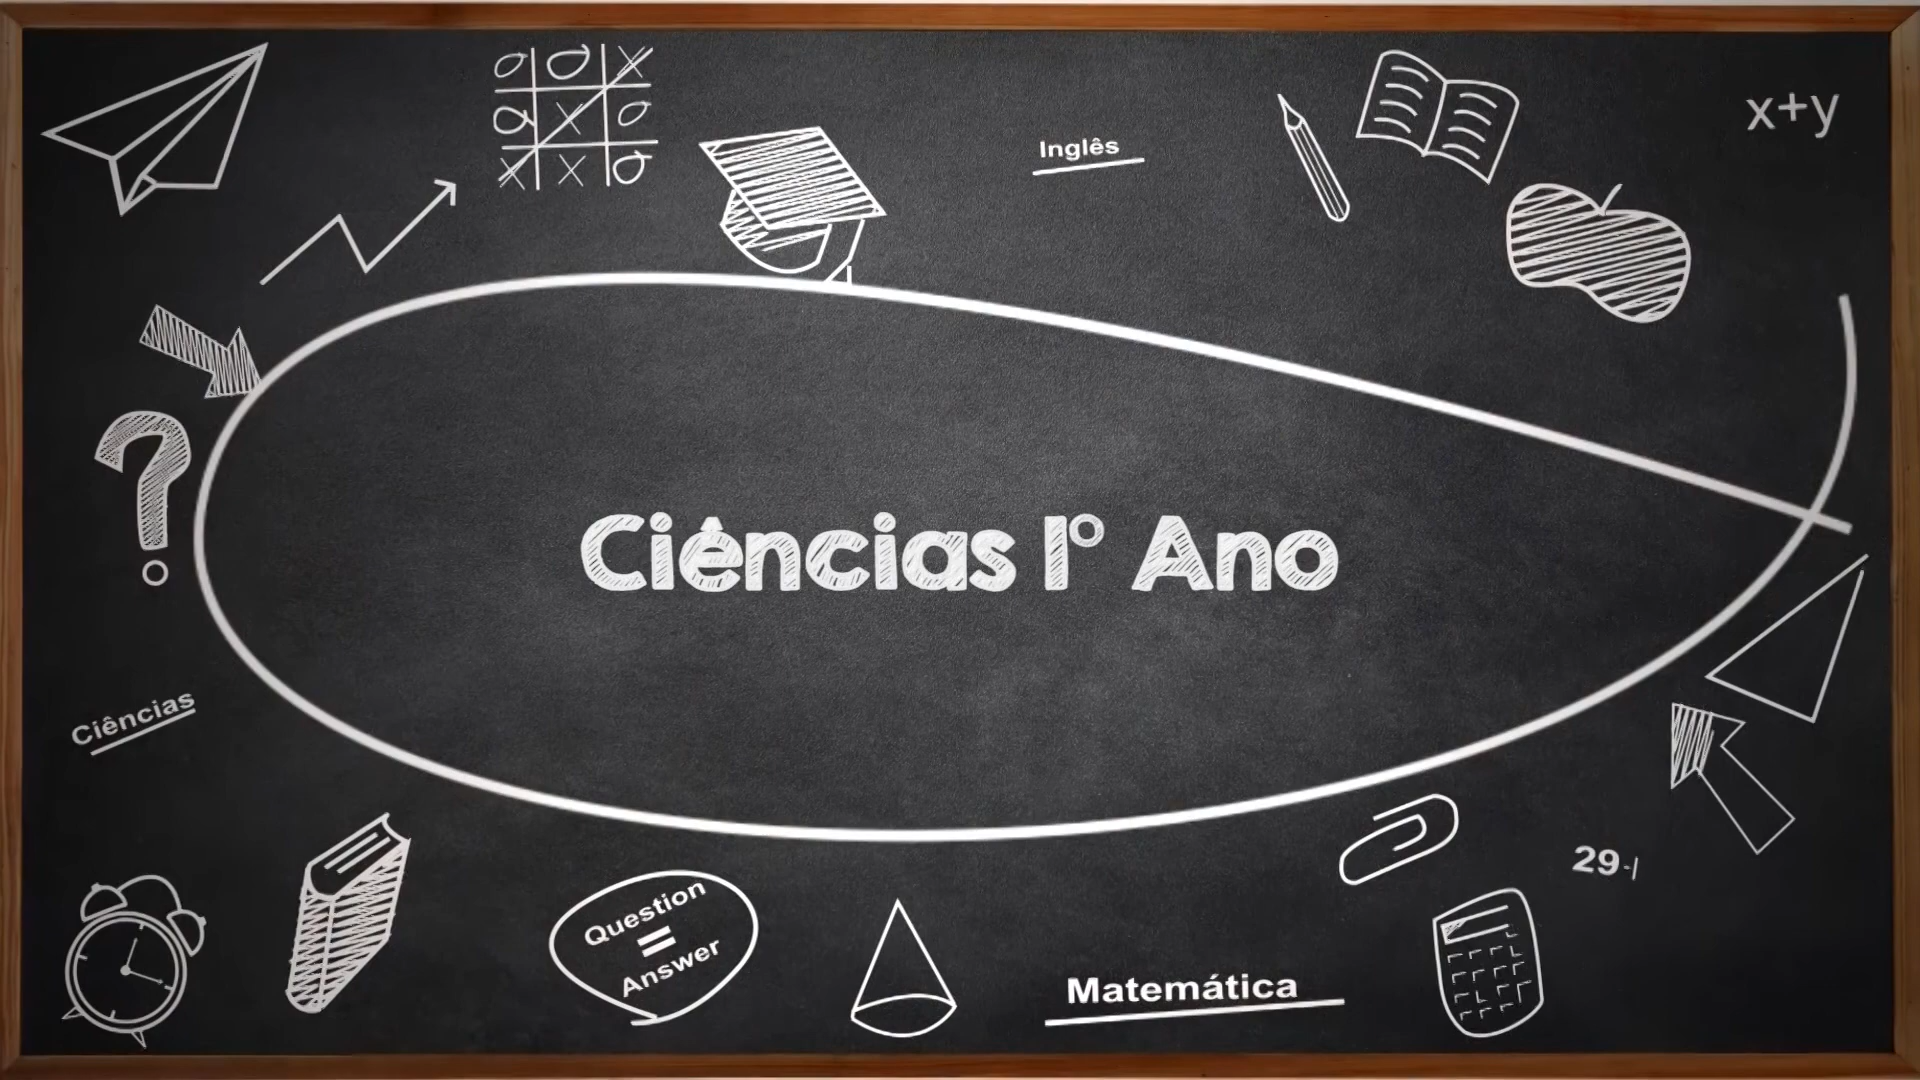 Inglês
x+y
Ciências 1º Ano
Ciências
Question
=
Answer
Matemática
29-